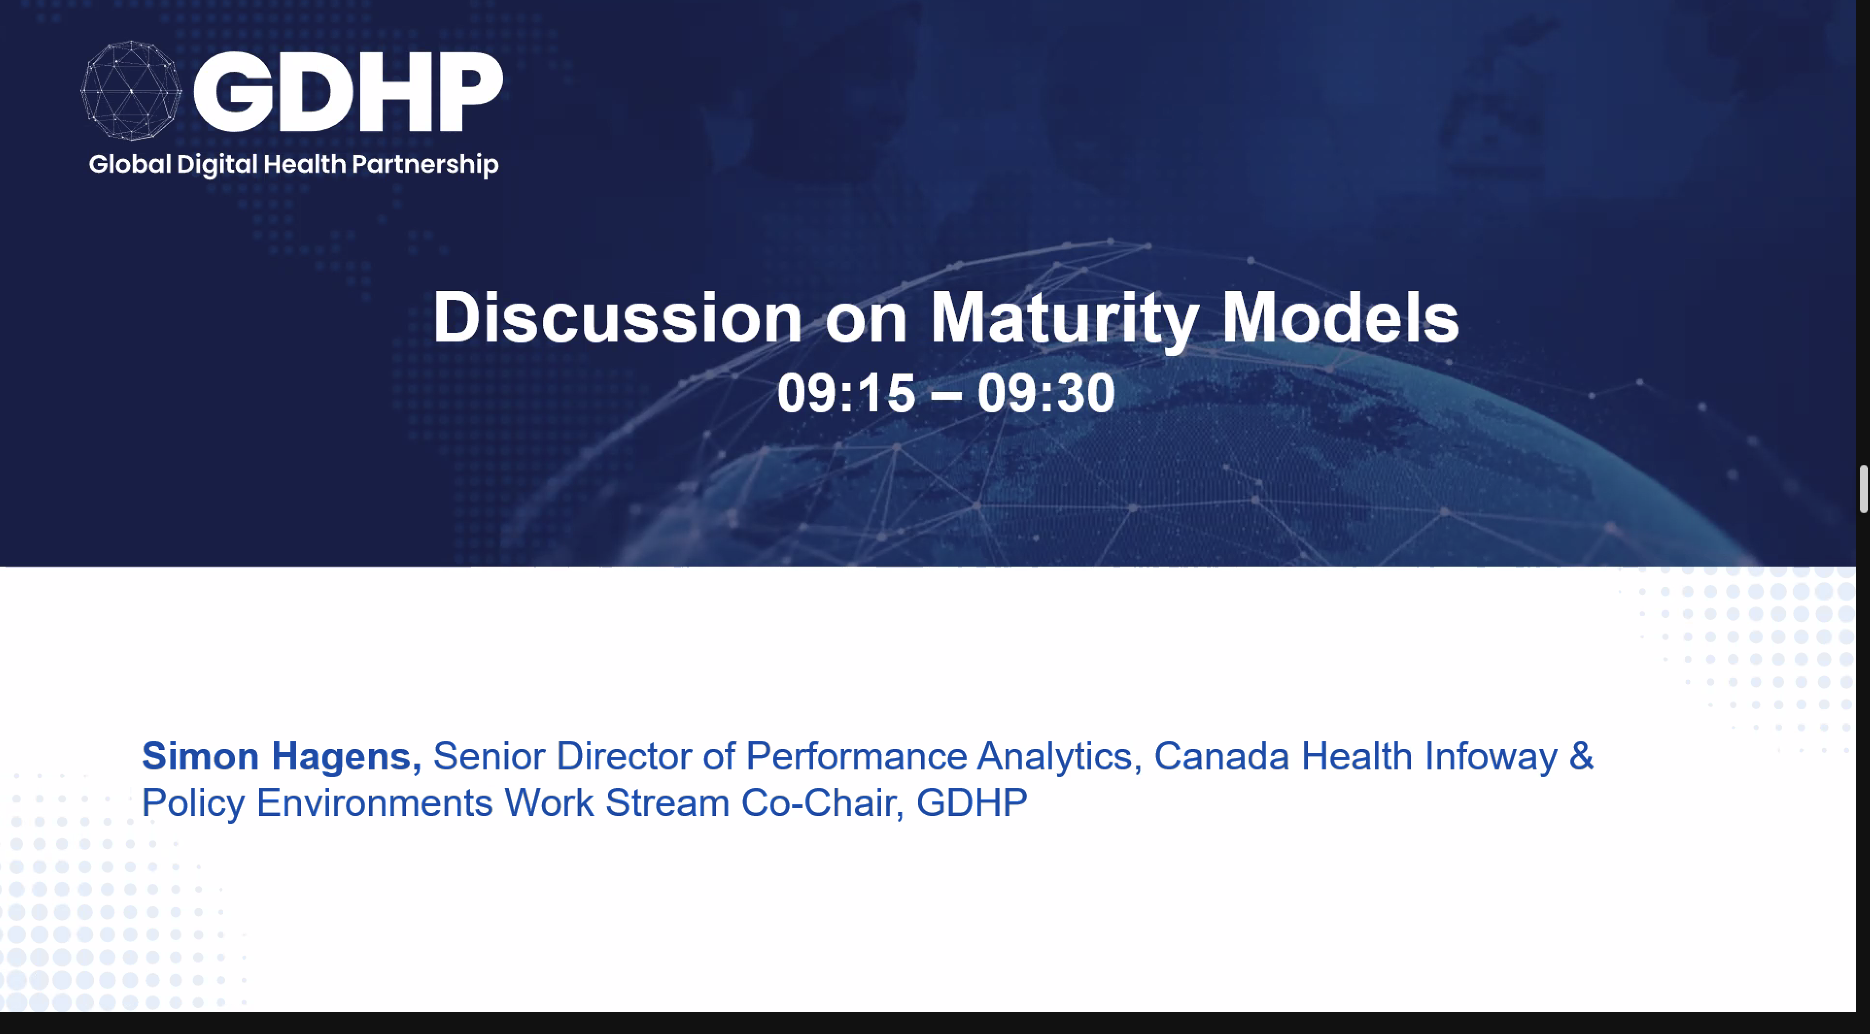 GDHP
Global Digital Health Partnership
Discussion on Maturity Models
09:15 – 09:30
Simon Hagens, Senior Director of Performance Analytics, Canada Health Infoway &
Policy Environments Work Stream Co-Chair, GDHP